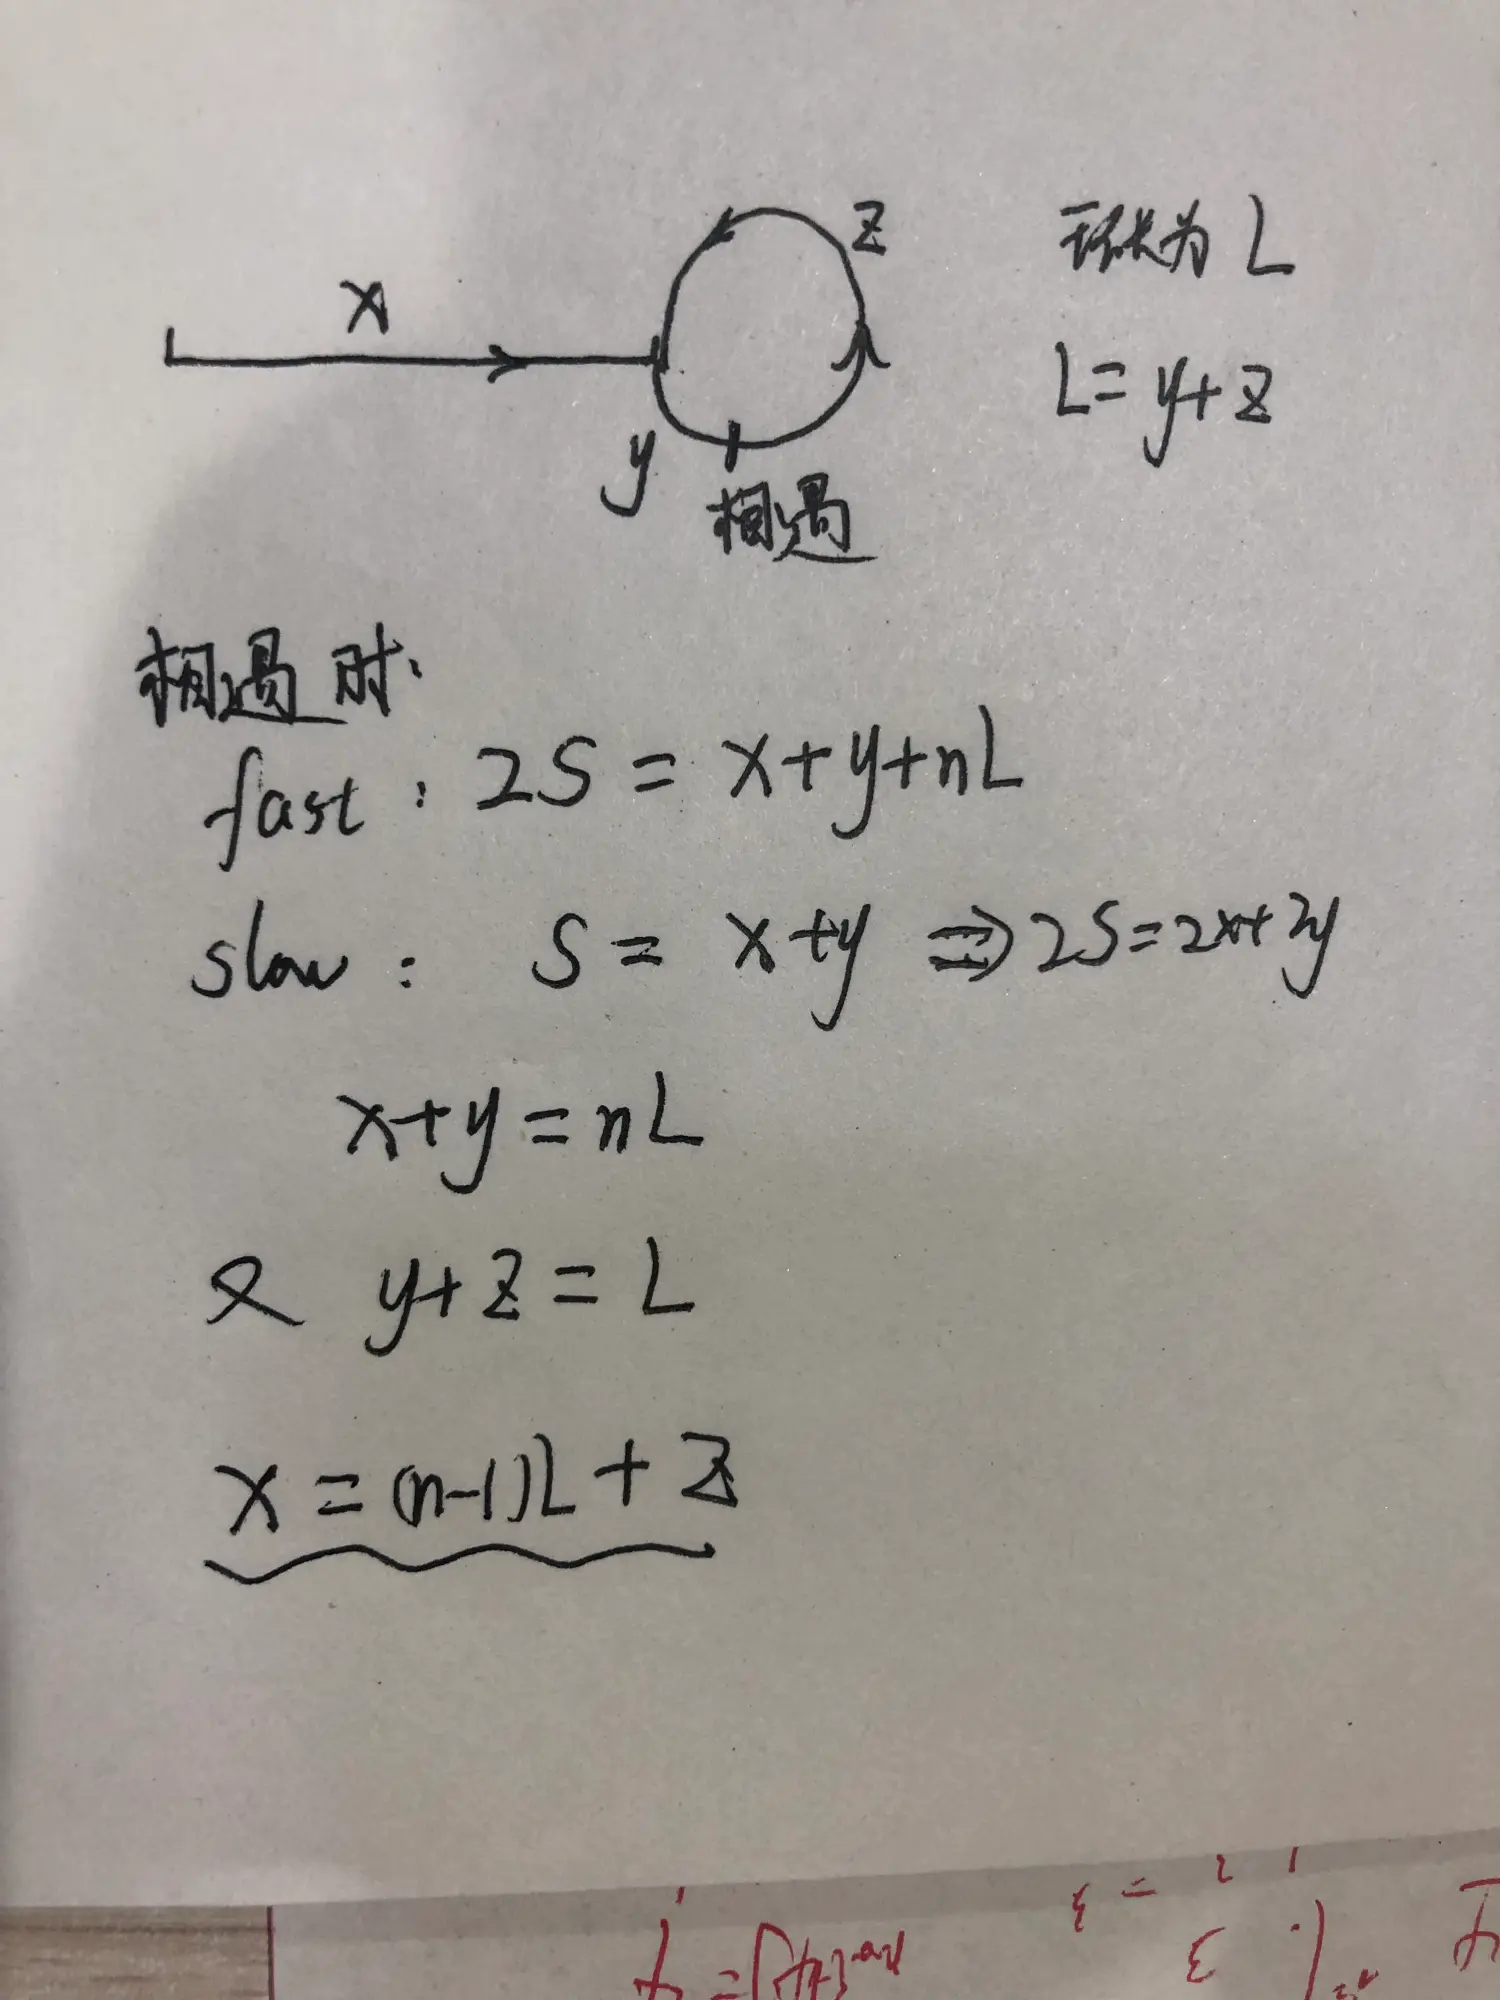 x
z
环长为 L
L = y + z
y
相遇
相遇时:
fast : 2S = x + y + nL
slow : S = x + y ⇒ 2S = 2x + 2y
x + y = nL
又 y + z = L
x = (n-1)L + z